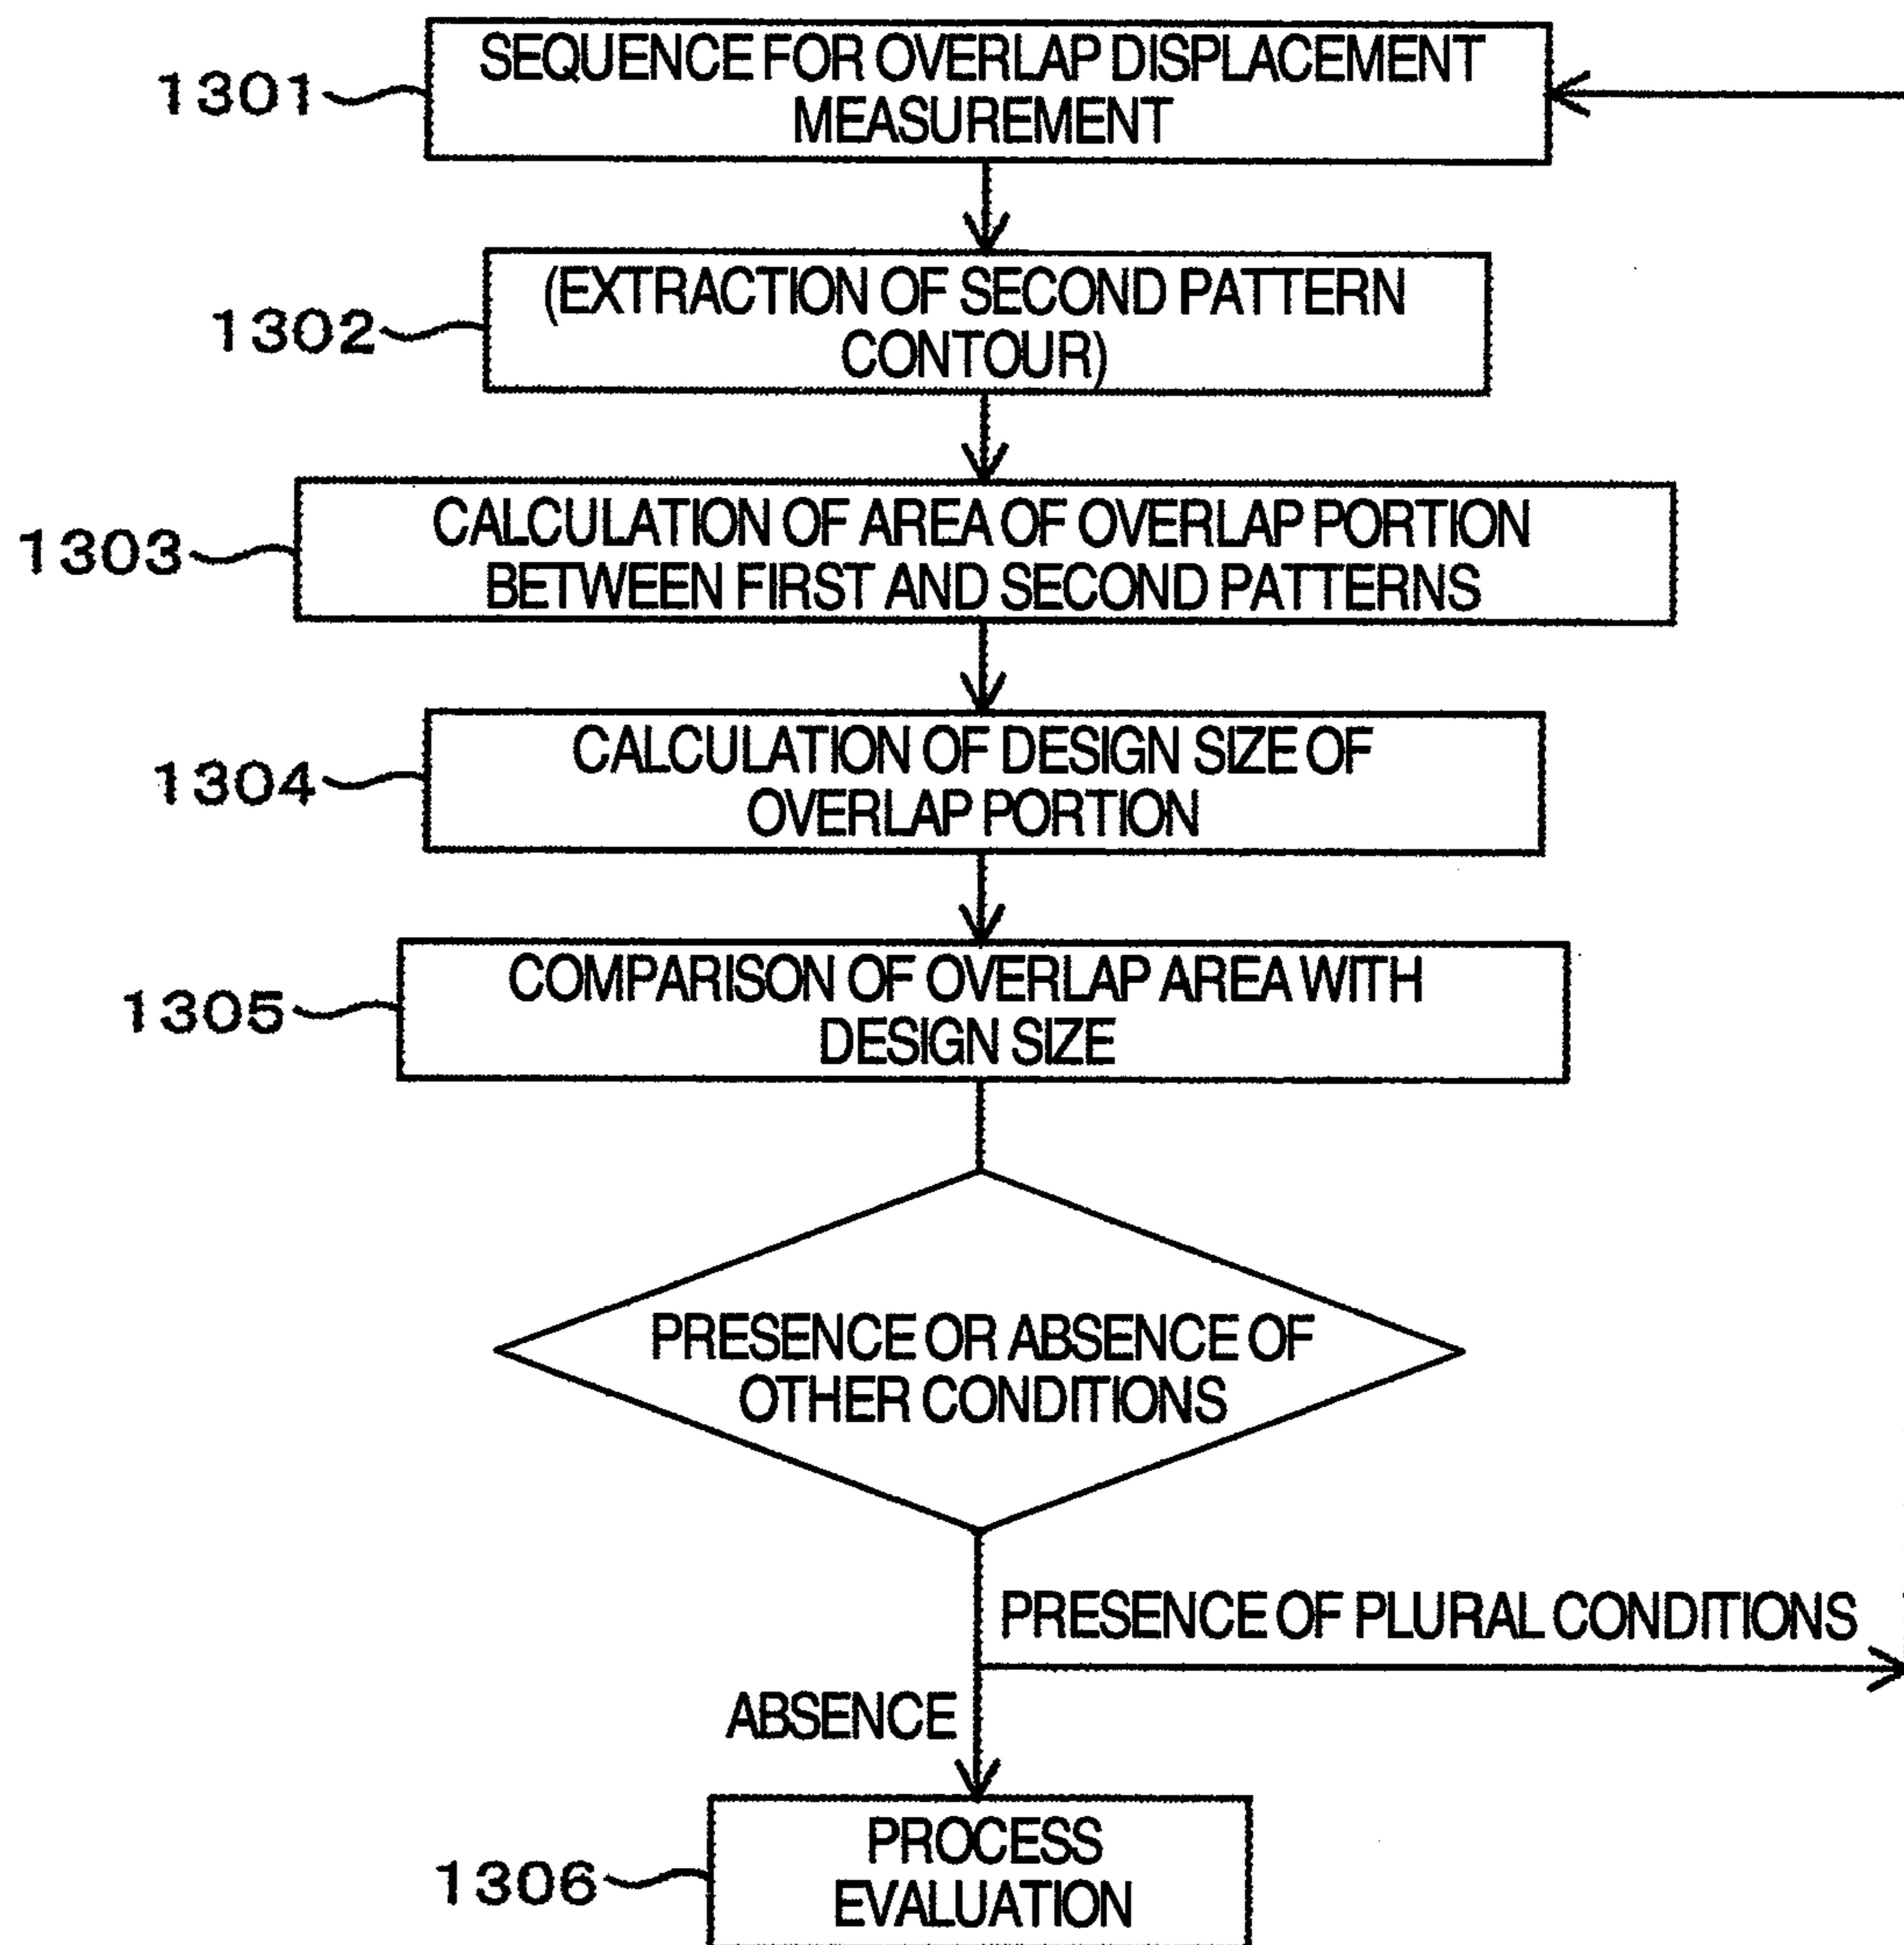 1301
SEQUENCE FOR OVERLAP DISPLACEMENT
MEASUREMENT
1302
(EXTRACTION OF SECOND PATTERN
CONTOUR)
1303
CALCULATION OF AREA OF OVERLAP PORTION
BETWEEN FIRST AND SECOND PATTERNS
1304
CALCULATION OF DESIGN SIZE OF
OVERLAP PORTION
1305
COMPARISON OF OVERLAP AREA WITH
DESIGN SIZE
PRESENCE OR ABSENCE OF
OTHER CONDITIONS
PRESENCE OF PLURAL CONDITIONS
ABSENCE
1306
PROCESS
EVALUATION